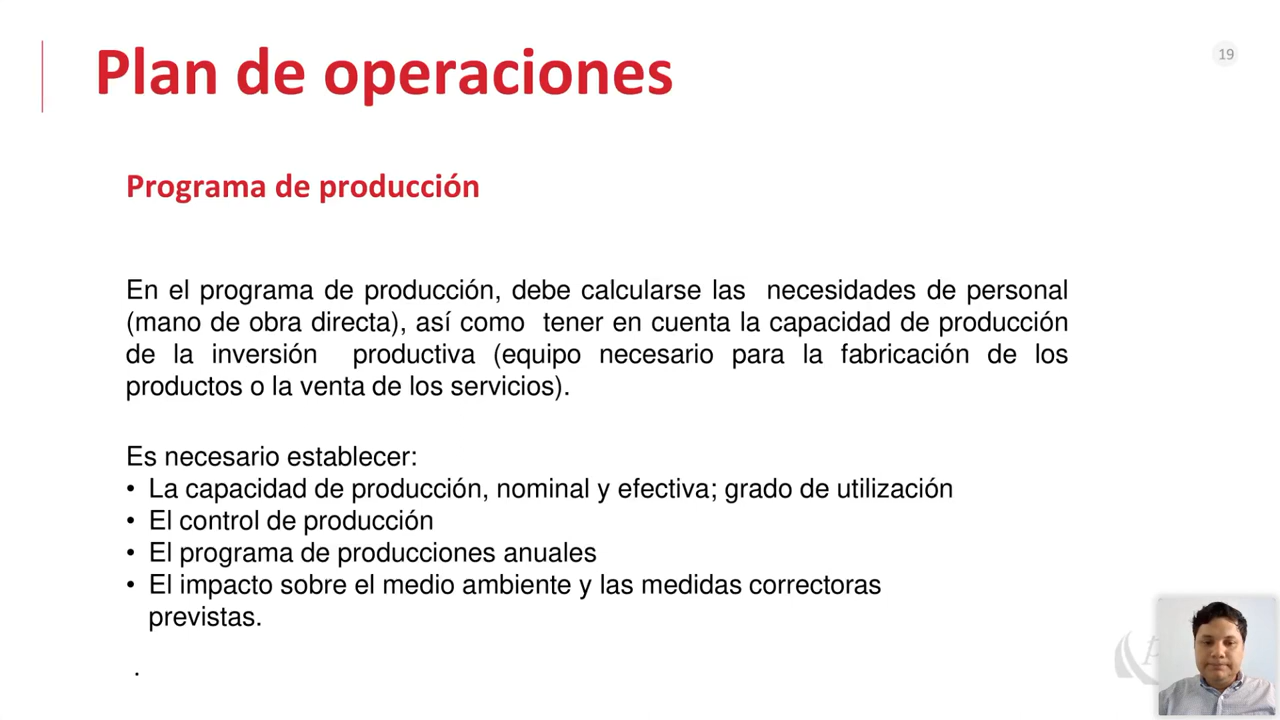 Plan de operaciones
19
Programa de producción
En el programa de producción, debe calcularse las necesidades de personal
(mano de obra directa), así como tener en cuenta la capacidad de producción
de la inversión productiva (equipo necesario para la fabricación de los
productos o la venta de los servicios).
Es necesario establecer:
• La capacidad de producción, nominal y efectiva; grado de utilización
• El control de producción
• El programa de producciones anuales
• El impacto sobre el medio ambiente y las medidas correctoras
previstas.
.